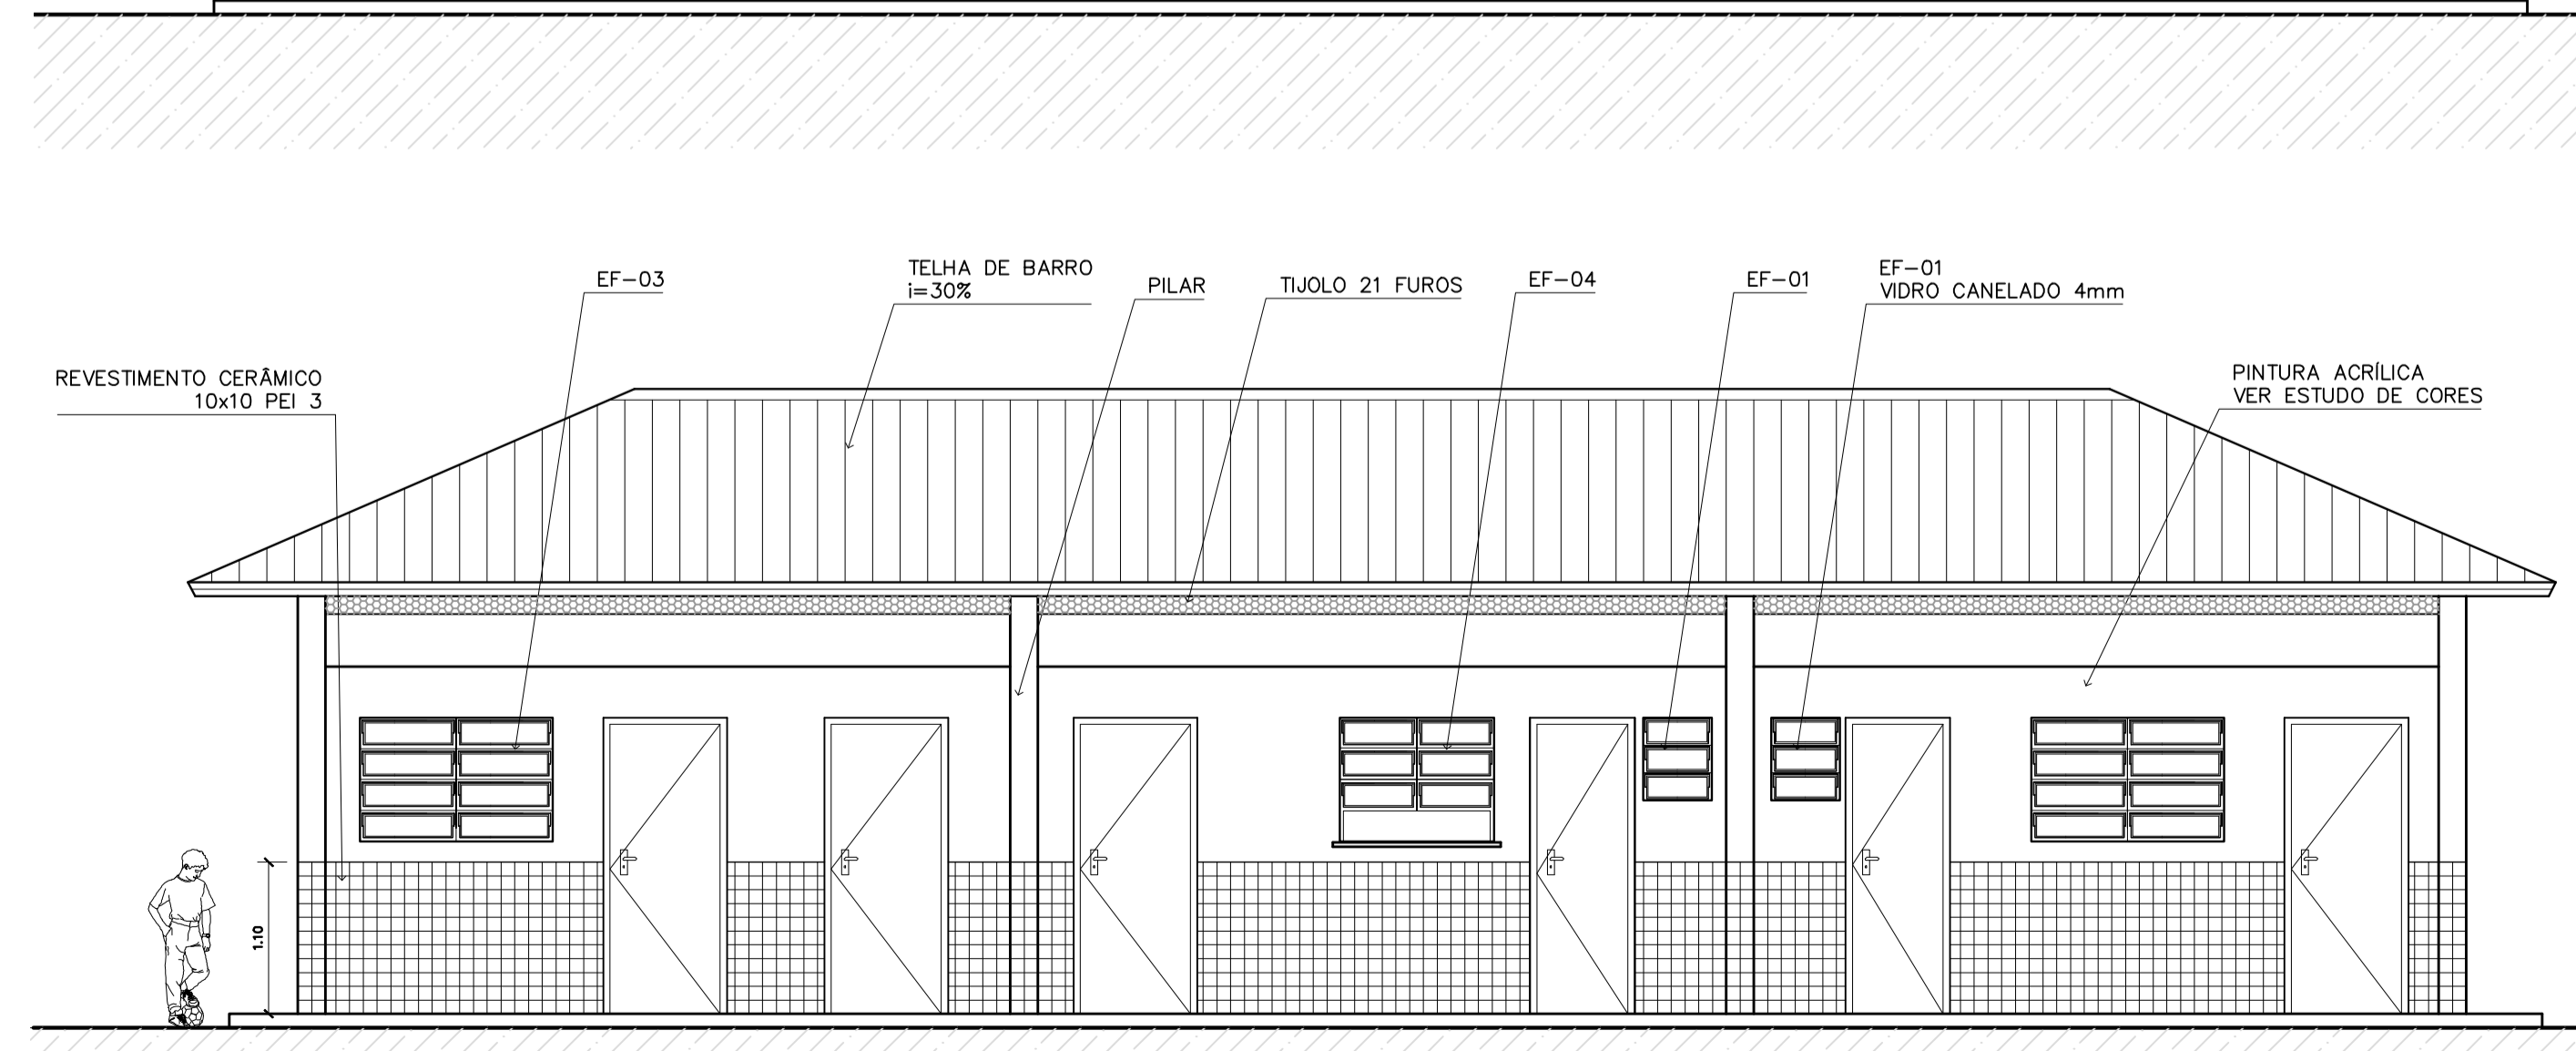 EF-03
TELHA DE BARRO
i=30%
PILAR
TIJOLO 21 FUROS
EF-04
EF-01
EF-01
VIDRO CANELADO 4mm
REVESTIMENTO CERÂMICO
10x10 PEI 3
PINTURA ACRÍLICA
VER ESTUDO DE CORES
1.10